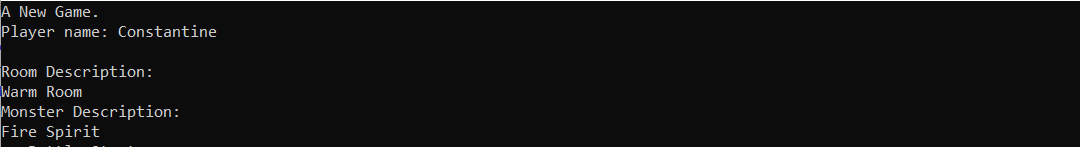 A New Game.
Player name: Constantine
Room Description:
Warm Room
Monster Description:
Fire Spirit